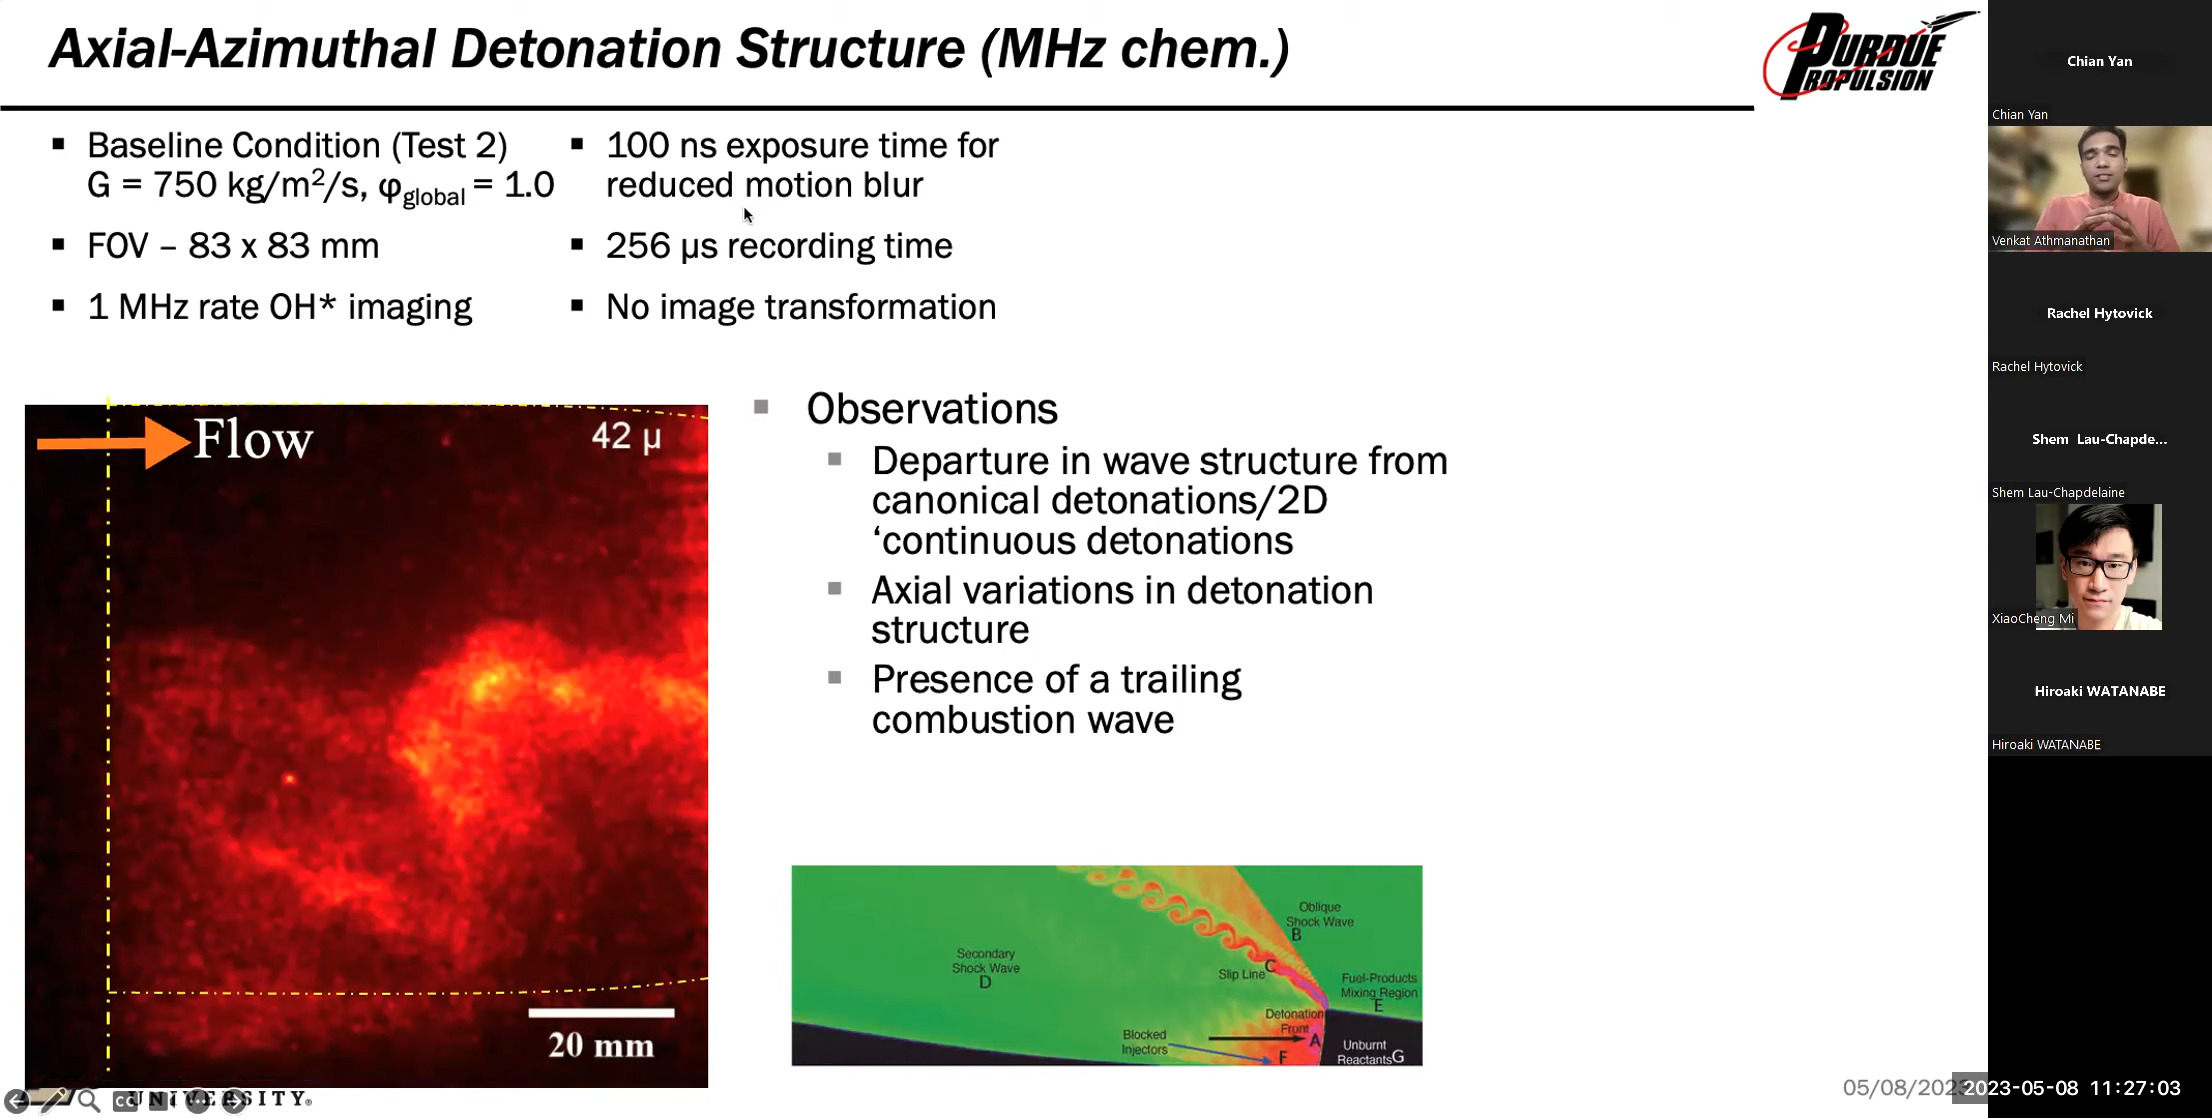 Axial-Azimuthal Detonation Structure (MHz chem.)
PURDUE
PROPULSION
Baseline Condition (Test 2)
G = 750 kg/m²/s, φglobal = 1.0
FOV – 83 x 83 mm
1 MHz rate OH* imaging
100 ns exposure time for
reduced motion blur
256 µs recording time
No image transformation
Flow
42 µ
20 mm
Observations
Departure in wave structure from
canonical detonations/2D
‘continuous detonations
Axial variations in detonation
structure
Presence of a trailing
combustion wave
Oblique
Shock Wave
B
Secondary
Shock Wave
D
Slip Line
C
Fuel-Products
Mixing Region
E
Detonation
Front
A
Blocked
Injectors
F
Unburnt
Reactants
G
UNIVERSITY®
CC
05/08/202
2023-05-08 11:27:03
Chian Yan
Chian Yan
Venkat Athmanathan
Rachel Hytovick
Rachel Hytovick
Shem Lau-Chapde...
Shem Lau-Chapdelaine
XiaoCheng Mi
Hiroaki WATANABE
Hiroaki WATANABE